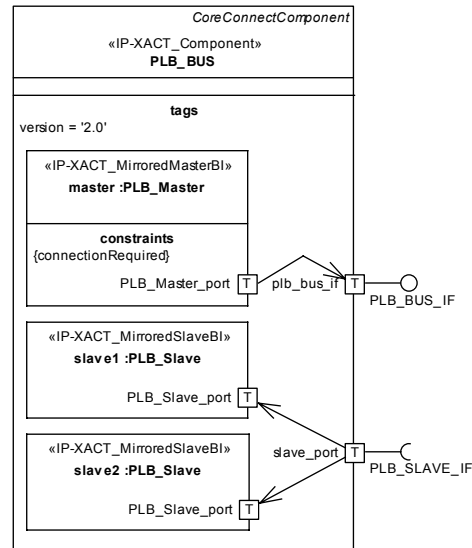 CoreConnectComponent
«IP-XACT_Component»
PLB_BUS
tags
version = '2.0'
«IP-XACT_MirroredMasterBI»
master :PLB_Master
constraints
{connectionRequired}
PLB_Master_port T plb_bus_if T
PLB_BUS_IF
«IP-XACT_MirroredSlaveBI»
slave1 :PLB_Slave
PLB_Slave_port T
slave_port T
PLB_SLAVE_IF
«IP-XACT_MirroredSlaveBI»
slave2 :PLB_Slave
PLB_Slave_port T